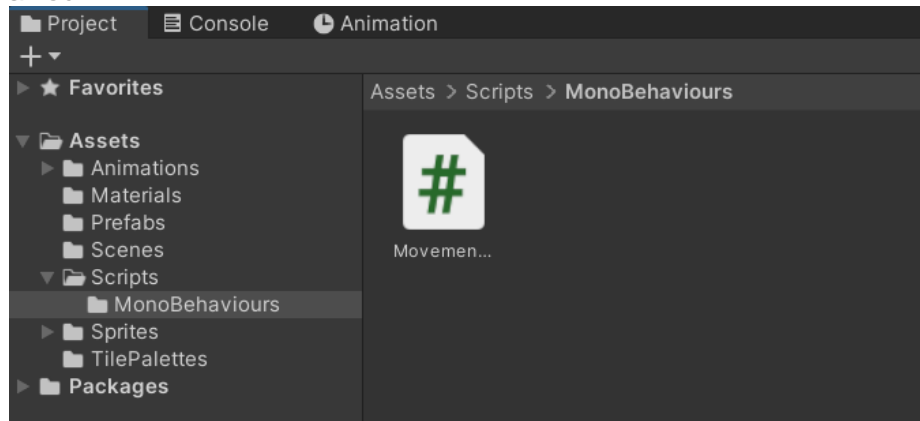 Project Console Animation
Favorites
Assets > Scripts > MonoBehaviours
Assets
Animations
Materials
Prefabs
Scenes
Scripts
MonoBehaviours
Sprites
TilePalettes
Packages
#
Movemen...